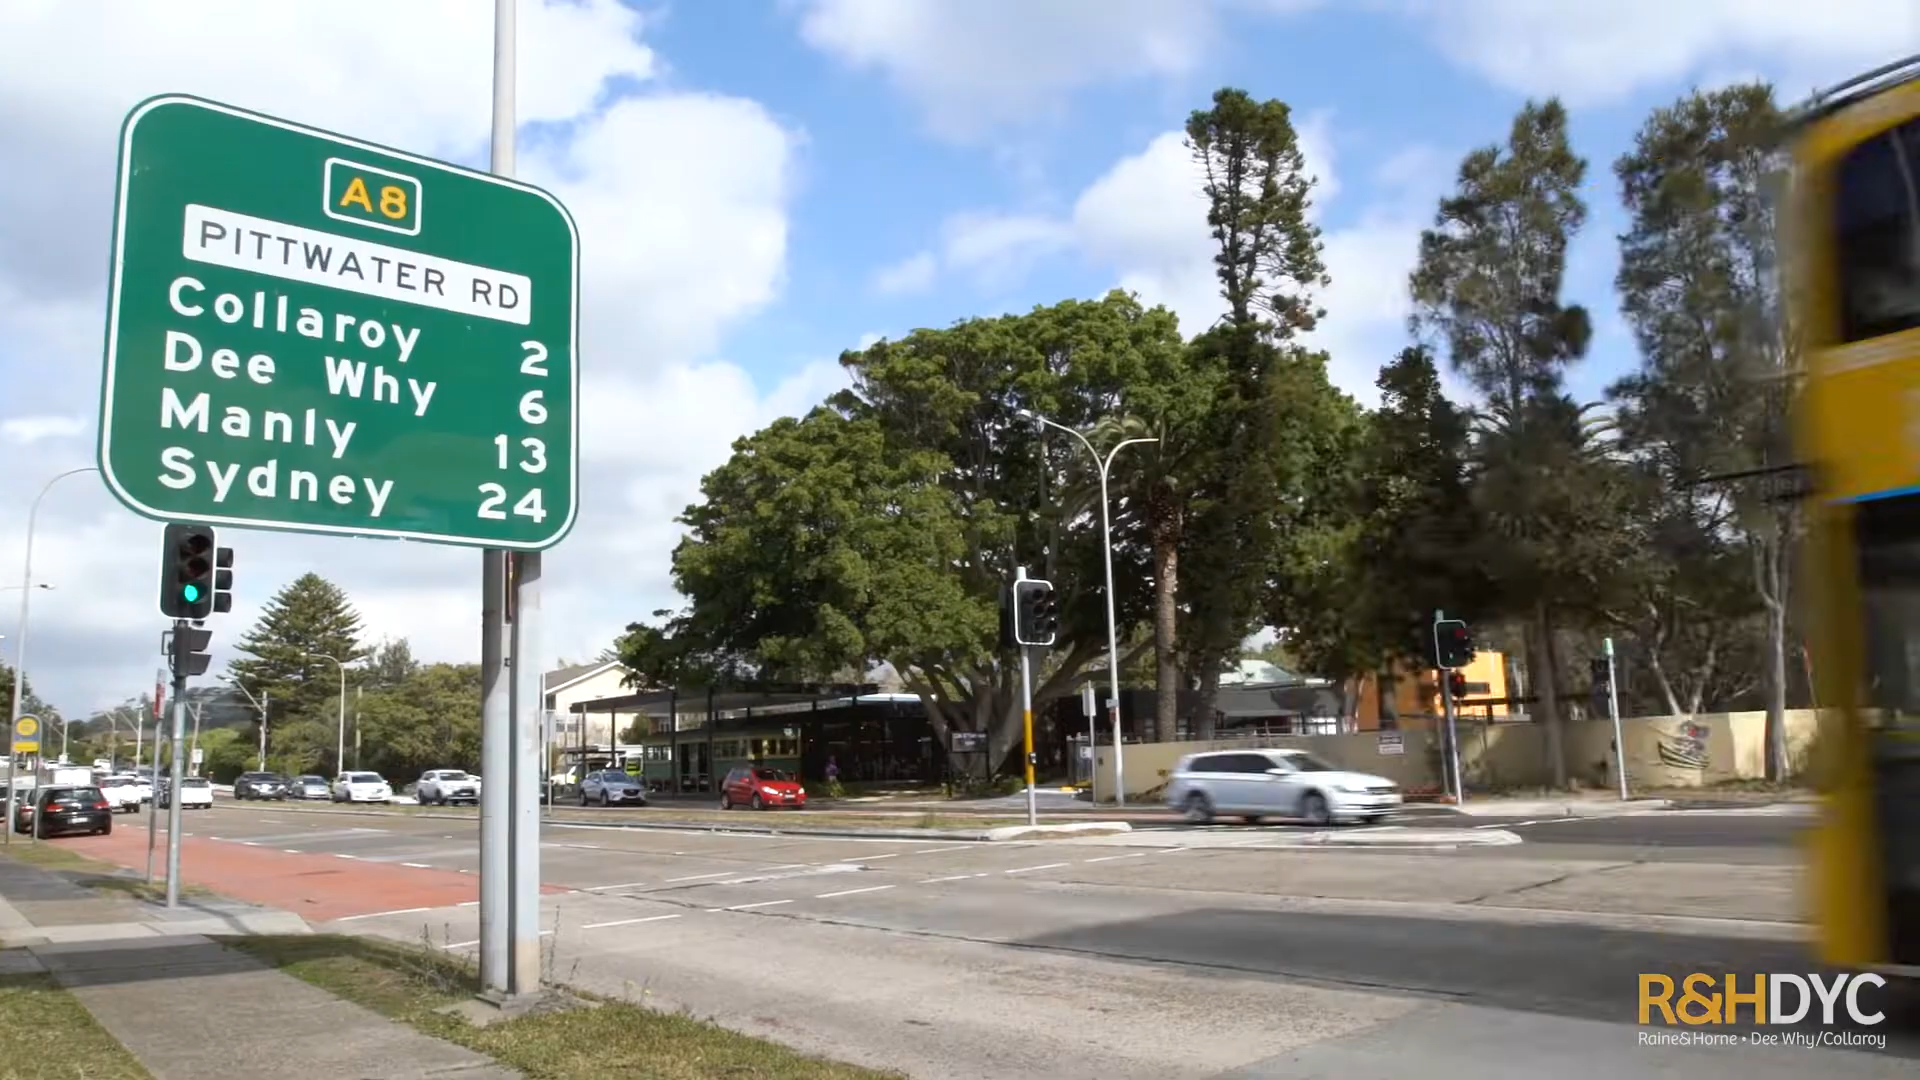 A8
PITTWATER RD
Collaroy 2
Dee Why 6
Manly 13
Sydney 24
R&HDYC
Raine&Horne • Dee Why/Collaroy